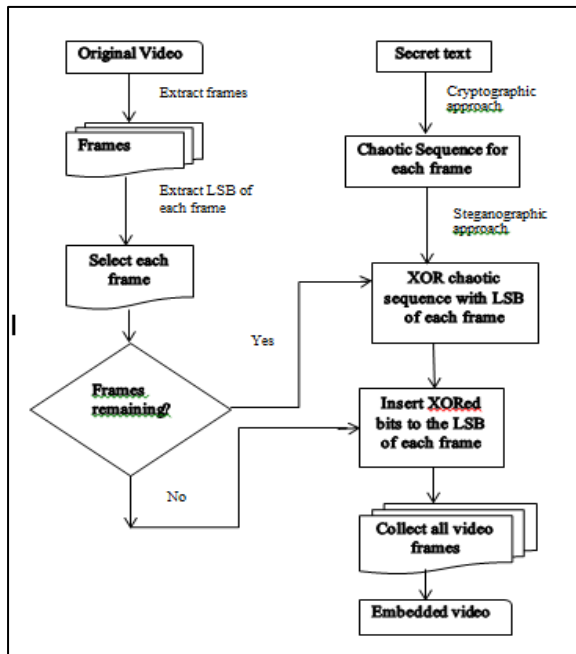 Original Video
Extract frames
Frames
Extract LSB of
each frame
Select each
frame
Frames
remaining?
Yes
No
Secret text
Cryptographic
approach
Chaotic Sequence for
each frame
Steganographic
approach
XOR chaotic
sequence with LSB
of each frame
Insert XORed
bits to the LSB
of each frame
Collect all video
frames
Embedded video